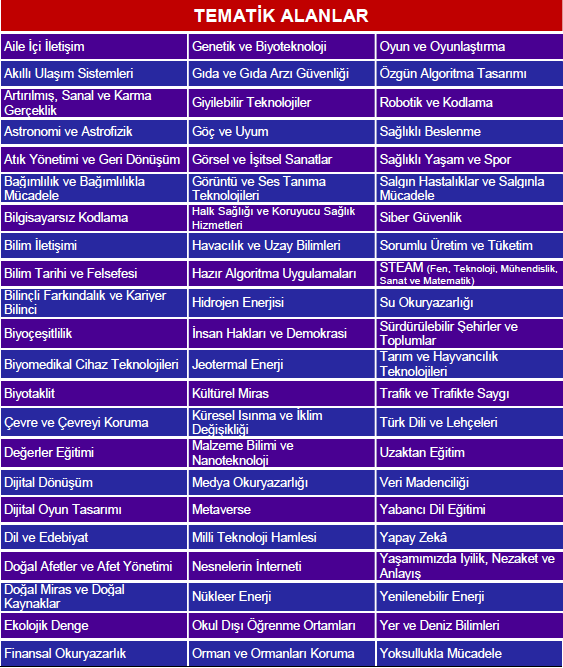 TEMATİK ALANLAR
Aile İçi İletişim
Genetik ve Biyoteknoloji
Oyun ve Oyunlaştırma
Akıllı Ulaşım Sistemleri
Gıda ve Gıda Arzı Güvenliği
Özgün Algoritma Tasarımı
Artırılmış, Sanal ve Karma
Gerçeklik
Giyilebilir Teknolojiler
Robotik ve Kodlama
Astronomi ve Astrofizik
Göç ve Uyum
Sağlıklı Beslenme
Atık Yönetimi ve Geri Dönüşüm
Görsel ve İşitsel Sanatlar
Sağlıklı Yaşam ve Spor
Bağımlılık ve Bağımlılıkla
Mücadele
Görüntü ve Ses Tanıma
Teknolojileri
Salgın Hastalıklar ve Salgınla
Mücadele
Bilgisayarsız Kodlama
Halk Sağlığı ve Koruyucu Sağlık
Hizmetleri
Siber Güvenlik
Bilim İletişimi
Havacılık ve Uzay Bilimleri
Sorumlu Üretim ve Tüketim
Bilim Tarihi ve Felsefesi
Hazır Algoritma Uygulamaları
STEAM (Fen, Teknoloji, Mühendislik,
Sanat ve Matematik)
Bilinçli Farkındalık ve Kariyer
Bilinci
Hidrojen Enerjisi
Su Okuryazarlığı
Biyoçeşitlilik
İnsan Hakları ve Demokrasi
Sürdürülebilir Şehirler ve
Toplumlar
Biyomedikal Cihaz Teknolojileri
Jeotermal Enerji
Tarım ve Hayvancılık
Teknolojileri
Biyotaklit
Kültürel Miras
Trafik ve Trafikte Saygı
Çevre ve Çevreyi Koruma
Küresel Isınma ve İklim
Değişikliği
Türk Dili ve Lehçeleri
Değerler Eğitimi
Malzeme Bilimi ve
Nanoteknoloji
Uzaktan Eğitim
Dijital Dönüşüm
Medya Okuryazarlığı
Veri Madenciliği
Dijital Oyun Tasarımı
Metaverse
Yabancı Dil Eğitimi
Dil ve Edebiyat
Milli Teknoloji Hamlesi
Yapay Zekâ
Doğal Afetler ve Afet Yönetimi
Nesnelerin İnterneti
Yaşamımızda İyilik, Nezaket ve
Anlayış
Doğal Miras ve Doğal
Kaynaklar
Nükleer Enerji
Yenilenebilir Enerji
Ekolojik Denge
Okul Dışı Öğrenme Ortamları
Yer ve Deniz Bilimleri
Finansal Okuryazarlık
Orman ve Ormanları Koruma
Yoksullukla Mücadele